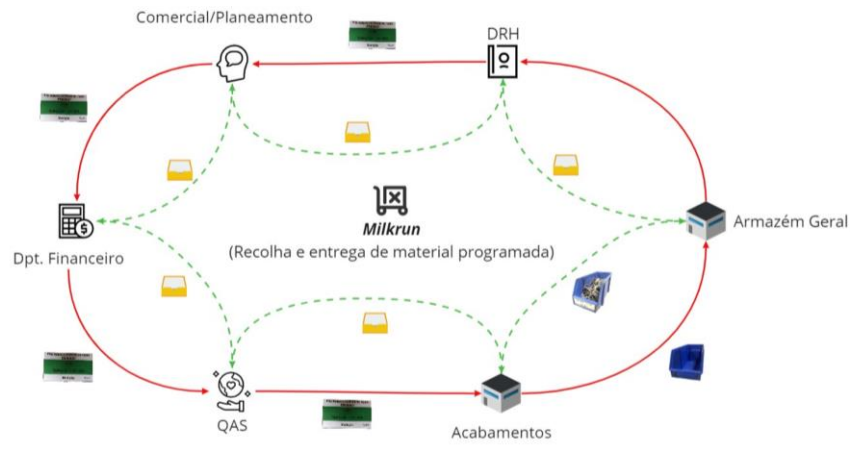 Comercial/Planeamento
DRH
Armazém Geral
Milkrun
(Recolha e entrega de material programada)
Dpt. Financeiro
QAS
Acabamentos